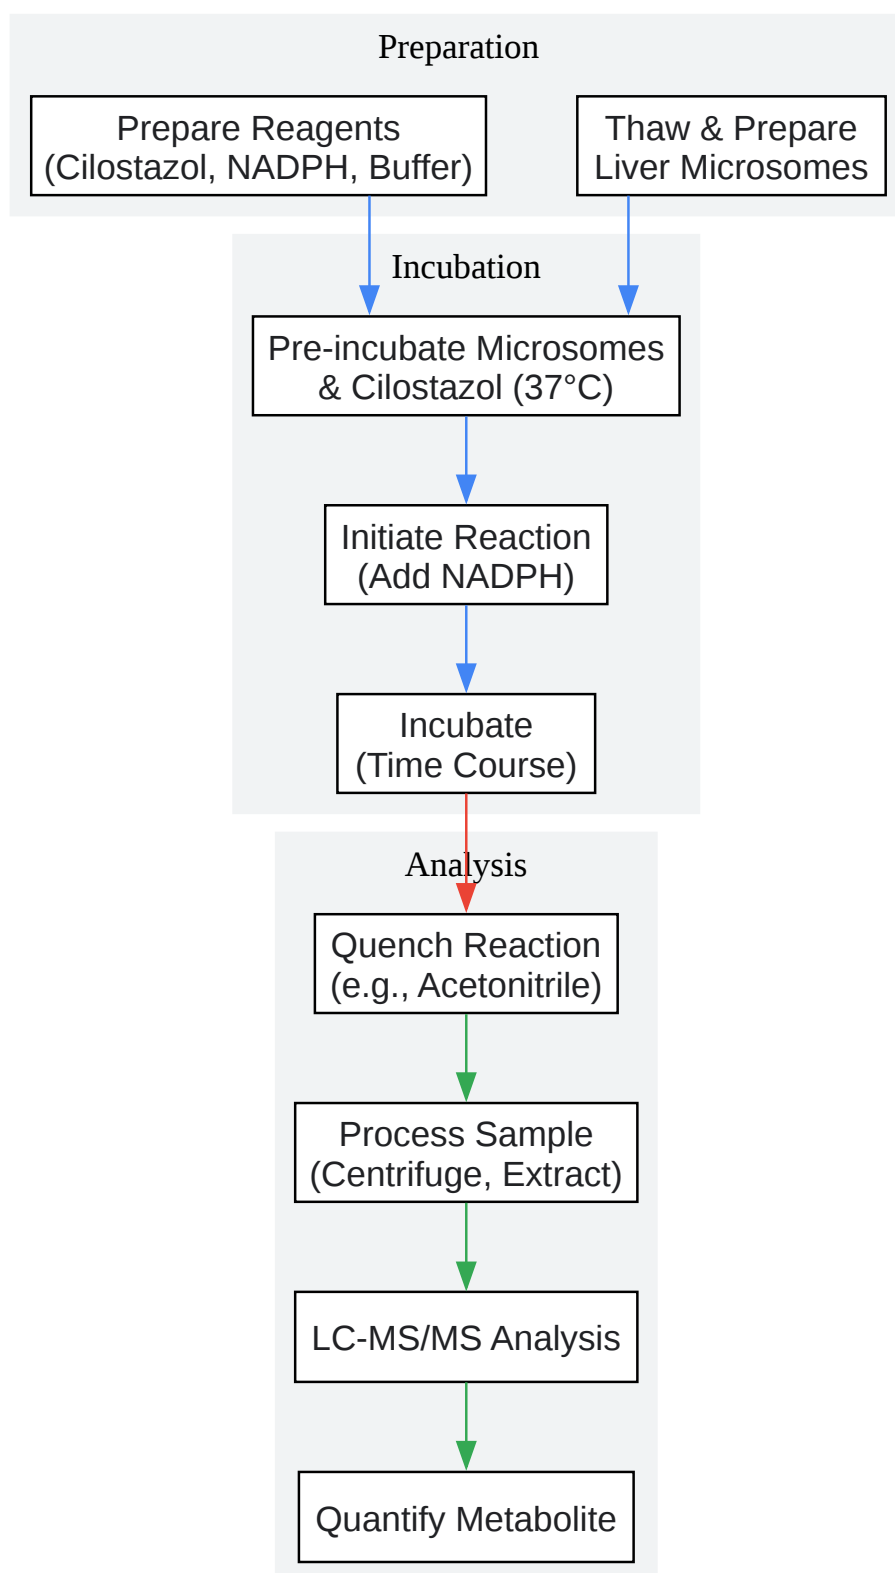 Preparation
Prepare Reagents
(Cilostazol, NADPH, Buffer)
Thaw & Prepare
Liver Microsomes
Incubation
Pre-incubate Microsomes
& Cilostazol (37°C)
Initiate Reaction
(Add NADPH)
Incubate
(Time Course)
Analysis
Quench Reaction
(e.g., Acetonitrile)
Process Sample
(Centrifuge, Extract)
LC-MS/MS Analysis
Quantify Metabolite